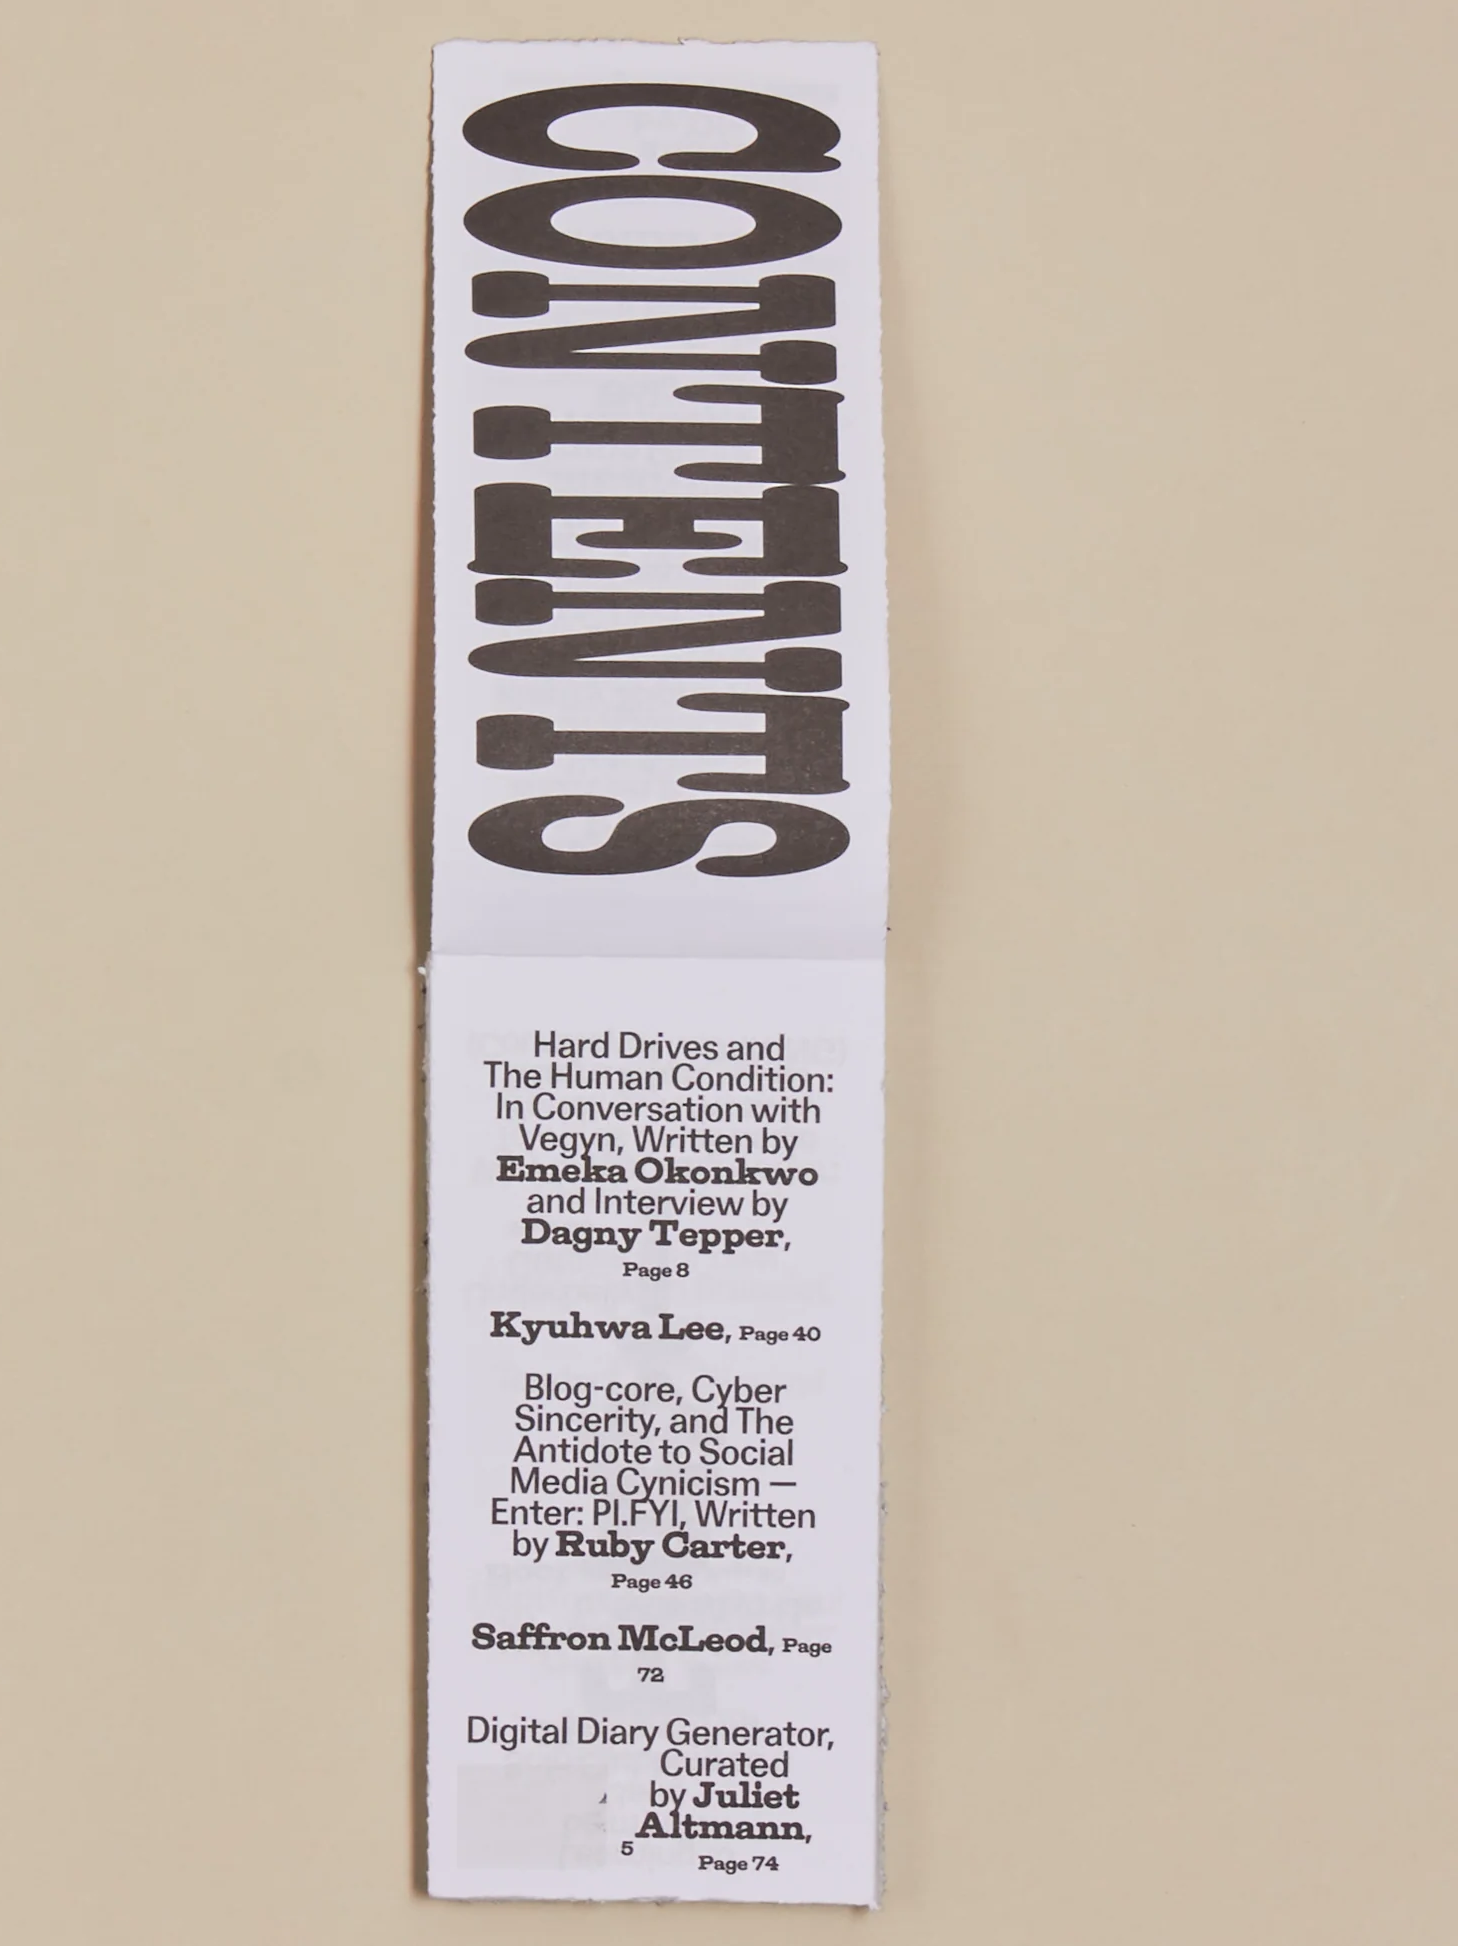 CONTENTS
Hard Drives and
The Human Condition:
In Conversation with
Vegyn, Written by
Emeka Okonkwo
and Interview by
Dagny Tepper,
Page 8
Kyuhwa Lee, Page 40
Blog-core, Cyber
Sincerity, and The
Antidote to Social
Media Cynicism —
Enter: PI.FYI, Written
by Ruby Carter,
Page 46
Saffron McLeod, Page
72
Digital Diary Generator,
Curated
by Juliet
Altmann,
5
Page 74